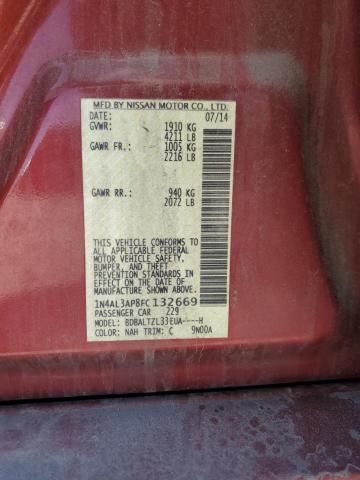 MFD BY NISSAN MOTOR CO., LTD.
DATE: 07/14
GVWR: 1910 KG
4211 LB
GAWR FR: 1005 KG
2216 LB
GAWR RR: 940 KG
2072 LB
THIS VEHICLE CONFORMS TO
ALL APPLICABLE FEDERAL
MOTOR VEHICLE SAFETY,
BUMPER, AND THEFT
PREVENTION STANDARDS IN
EFFECT ON THE DATE OF
MANUFACTURE SHOWN ABOVE.
1N4AL3AP8FC132669
PASSENGER CAR 229
MODEL: BDBALTZL33EUA----H
COLOR: NAH TRIM: C 9N00A